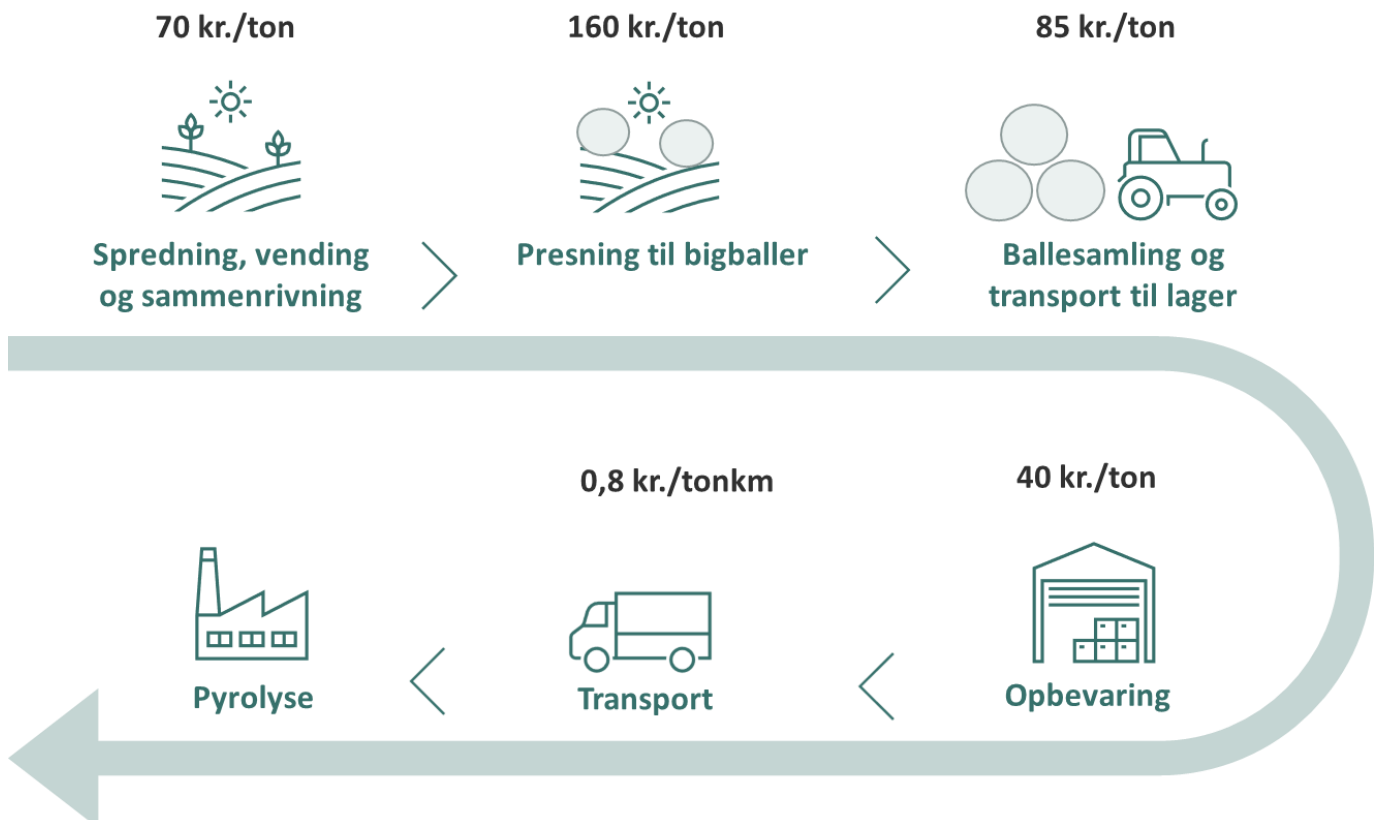 70 kr./ton
160 kr./ton
85 kr./ton
Spredning, vending
og sammenrivning
Presning til bigballer
Ballesamling og
transport til lager
0,8 kr./tonkm
40 kr./ton
Pyrolyse
Transport
Opbevaring